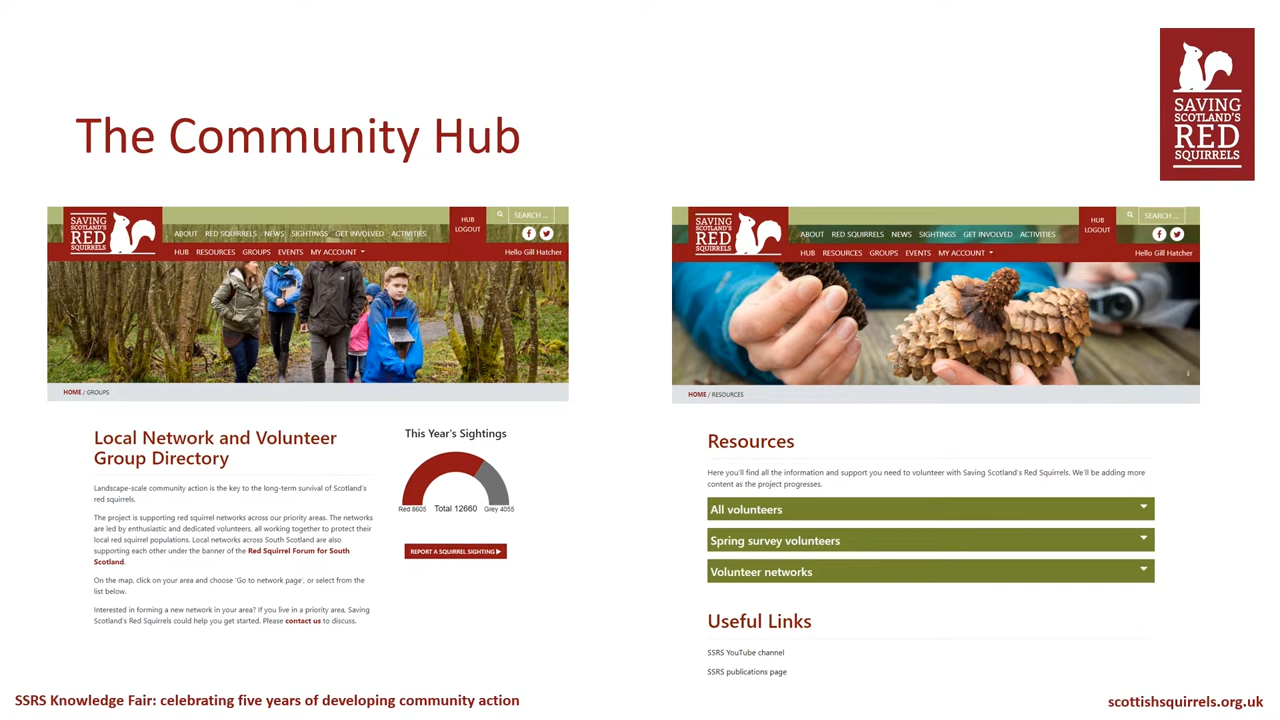 The Community Hub
SAVING
SCOTLAND'S
RED
SQUIRRELS
SAVING
SCOTLAND'S
RED
SQUIRRELS
HUB
LOGOUT
SEARCH ...
ABOUT RED SQUIRRELS NEWS SIGHTINGS GET INVOLVED ACTIVITIES
HUB RESOURCES GROUPS EVENTS MY ACCOUNT
Hello Gill Hatcher
HOME / GROUPS
Local Network and Volunteer
Group Directory
Landscape-scale community action is the key to the long-term survival of Scotland's
red squirrels.
The project is supporting red squirrel networks across our priority areas. The networks
are led by enthusiastic and dedicated volunteers, all working together to protect their
local red squirrel populations. Local networks across South Scotland are also
supporting each other under the banner of the Red Squirrel Forum for South
Scotland.
On the map, click on your area and choose 'Go to network page', or select from the
list below.
Interested in forming a new network in your area? If you live in a priority area, Saving
Scotland's Red Squirrels could help you get started. Please contact us to discuss.
This Year's Sightings
Red 8605 Total 12660 Grey 4055
REPORT A SQUIRREL SIGHTING
SAVING
SCOTLAND'S
RED
SQUIRRELS
HUB
LOGOUT
SEARCH ...
ABOUT RED SQUIRRELS NEWS SIGHTINGS GET INVOLVED ACTIVITIES
HUB RESOURCES GROUPS EVENTS MY ACCOUNT
Hello Gill Hatcher
HOME / RESOURCES
Resources
Here you'll find all the information and support you need to volunteer with Saving Scotland's Red Squirrels. We'll be adding more
content as the project progresses.
All volunteers
Spring survey volunteers
Volunteer networks
Useful Links
SSRS YouTube channel
SSRS publications page
SSRS Knowledge Fair: celebrating five years of developing community action
scottishsquirrels.org.uk